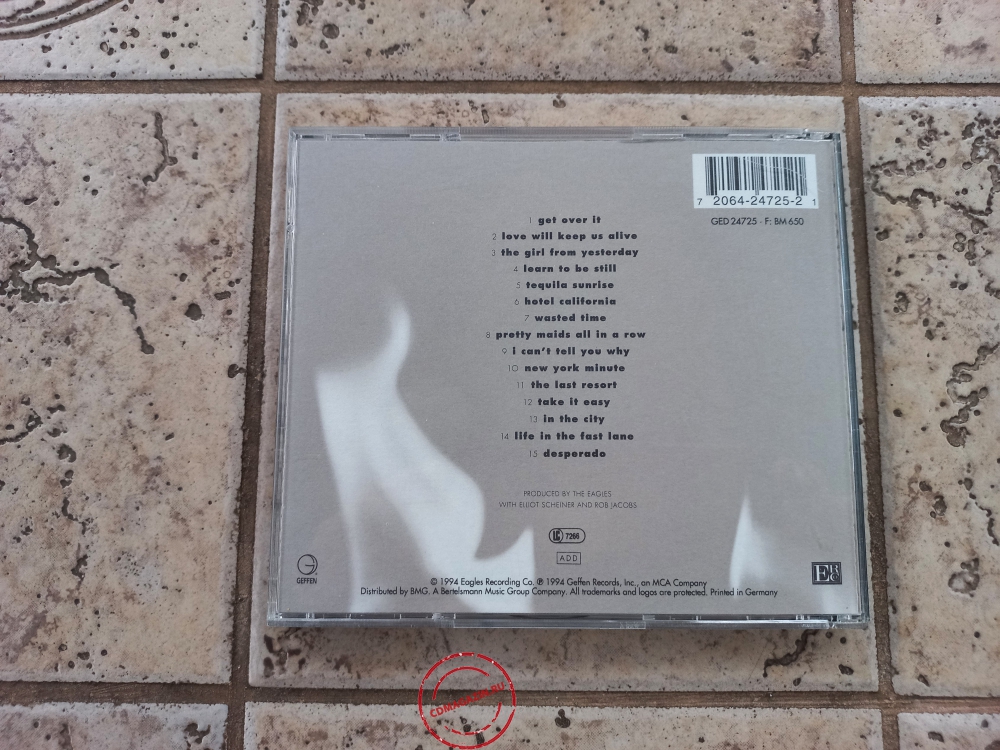 7 2064-24725-2 1
GED 24725 · F: BM 650
1 get over it
2 love will keep us alive
3 the girl from yesterday
4 learn to be still
5 tequila sunrise
6 hotel california
7 wasted time
8 pretty maids all in a row
9 i can't tell you why
10 new york minute
11 the last resort
12 take it easy
13 in the city
14 life in the fast lane
15 desperado
PRODUCED BY THE EAGLES
WITH ELLIOT SCHEINER AND ROB JACOBS
LC 7266
ADD
GEFFEN
© 1994 Eagles Recording Co. ℗ 1994 Geffen Records, Inc., an MCA Company
Distributed by BMG. A Bertelsmann Music Group Company. All trademarks and logos are protected. Printed in Germany